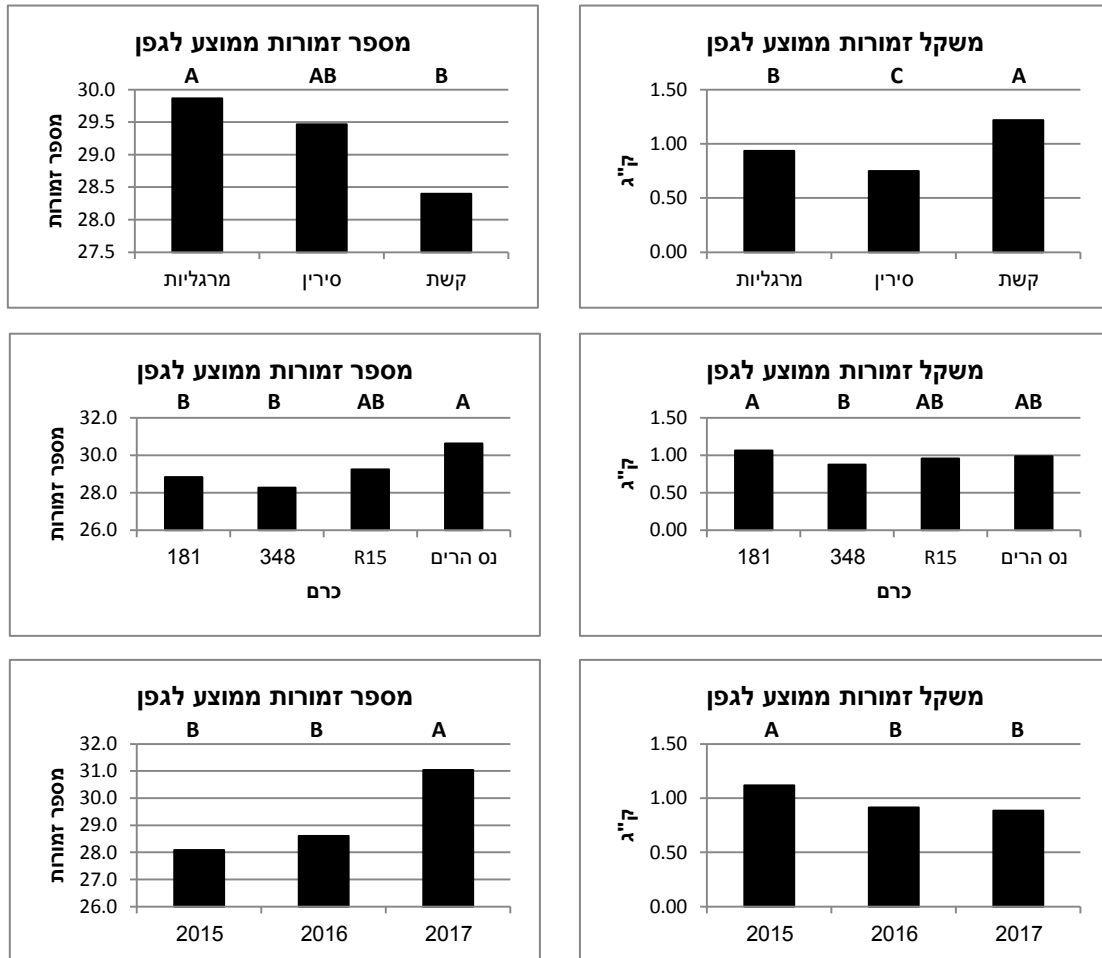 מספר זמורות ממוצע לגפן
A AB B
30.0
29.5
29.0
28.5
28.0
27.5
מספר זמורות
מרגליות סירין קשת
משקל זמורות ממוצע לגפן
B C A
1.50
1.00
0.50
0.00
ק"ג
מרגליות סירין קשת
מספר זמורות ממוצע לגפן
B B AB A
32.0
30.0
28.0
26.0
מספר זמורות
181 348 R15 נס הרים
כרם
משקל זמורות ממוצע לגפן
A B AB AB
1.50
1.00
0.50
0.00
ק"ג
181 348 R15 נס הרים
כרם
מספר זמורות ממוצע לגפן
B B A
32.0
31.0
30.0
29.0
28.0
27.0
26.0
מספר זמורות
2015 2016 2017
משקל זמורות ממוצע לגפן
A B B
1.50
1.00
0.50
0.00
ק"ג
2015 2016 2017